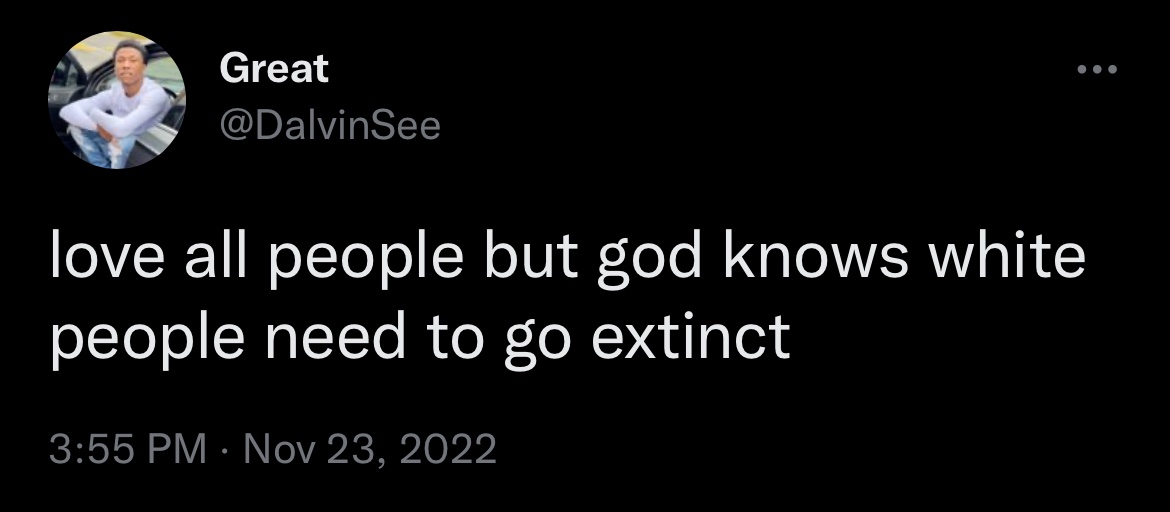 Great
@DalvinSee
love all people but god knows white
people need to go extinct
3:55 PM · Nov 23, 2022